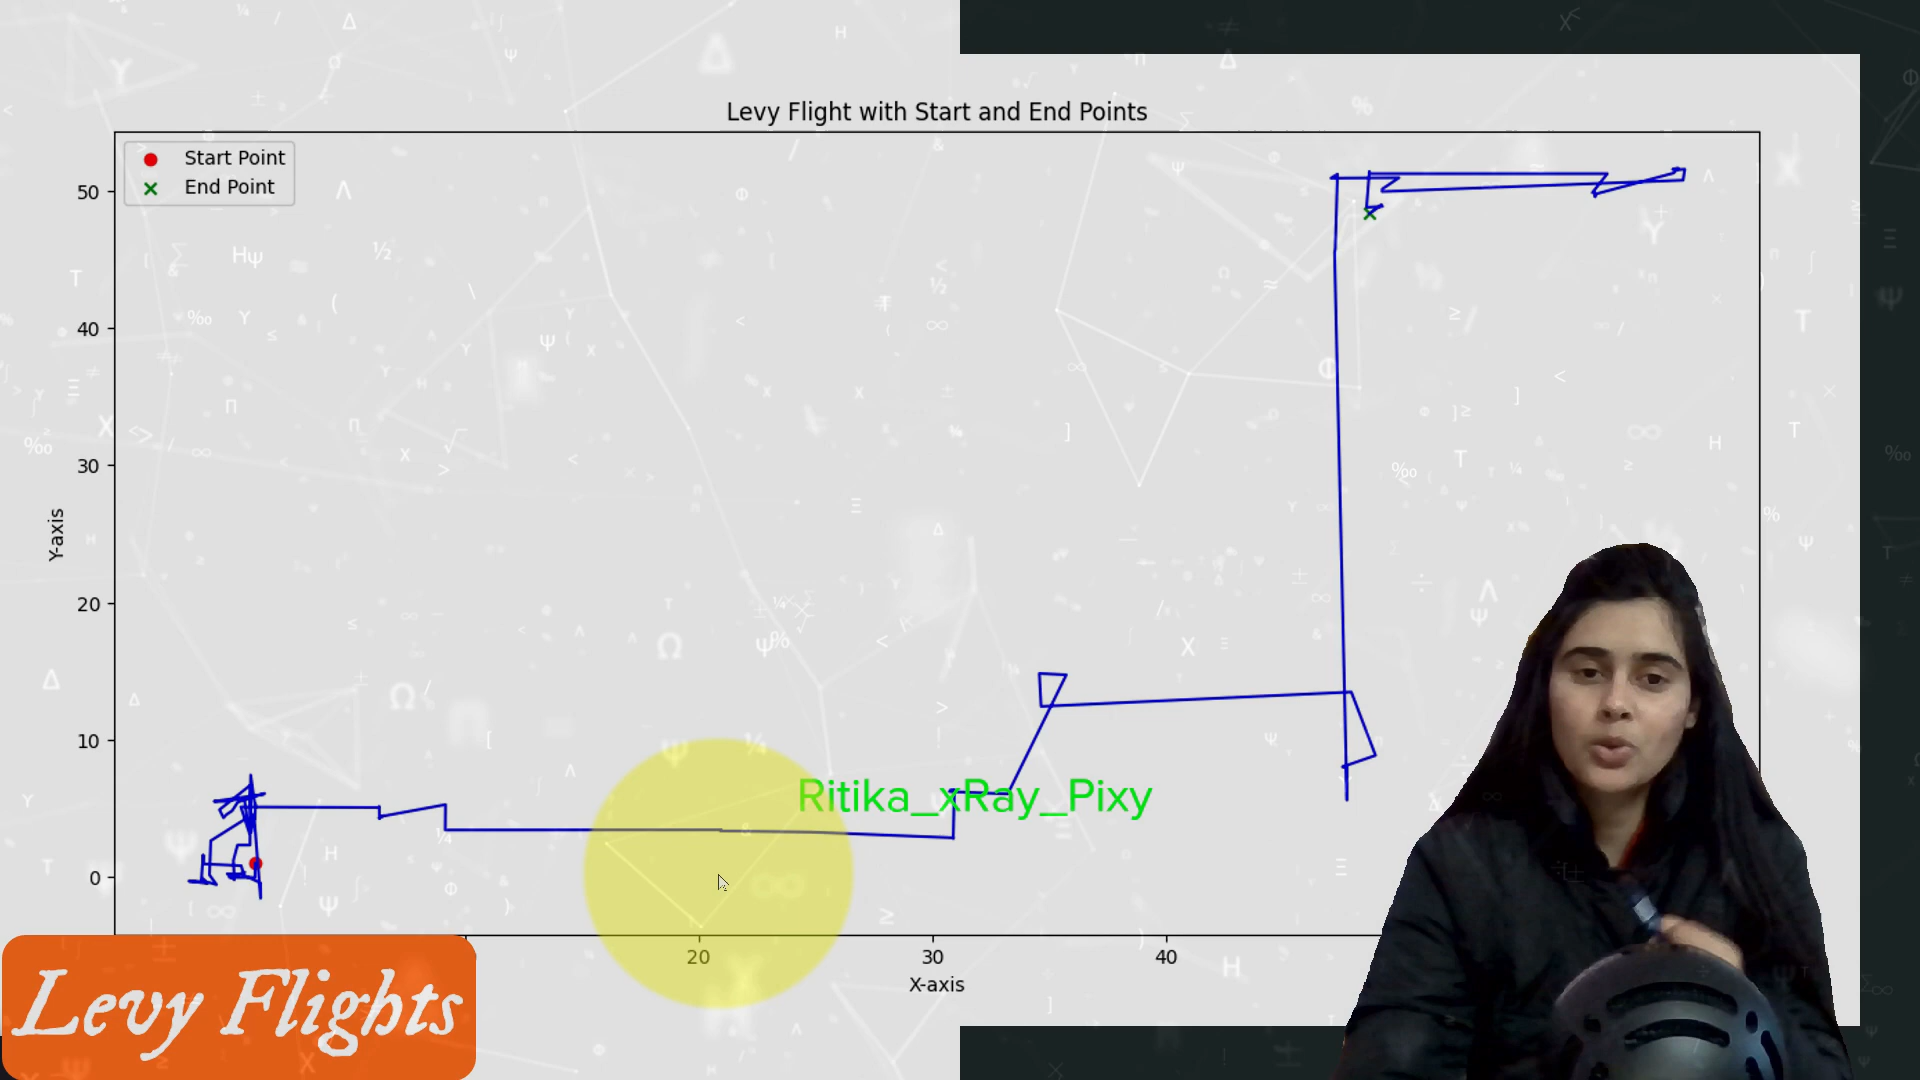 Levy Flight with Start and End Points
Start Point
End Point
50
40
30
20
10
0
Y-axis
Ritika_xRay_Pixy
20
30
40
X-axis
Levy Flights